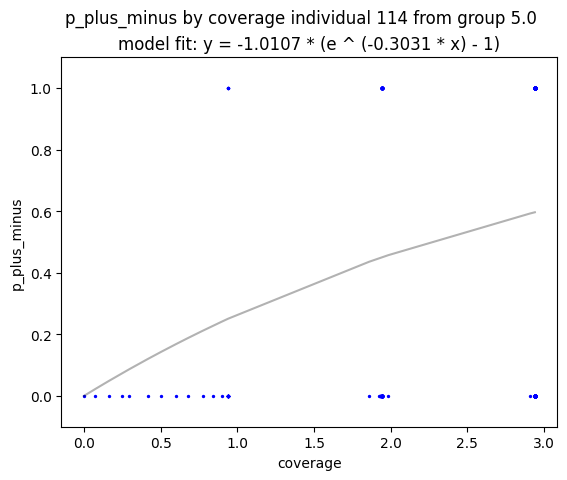 p_plus_minus by coverage individual 114 from group 5.0
model fit: y = -1.0107 * (e ^ (-0.3031 * x) - 1)
1.0
0.8
0.6
0.4
0.2
0.0
p_plus_minus
0.0 0.5 1.0 1.5 2.0 2.5 3.0
coverage